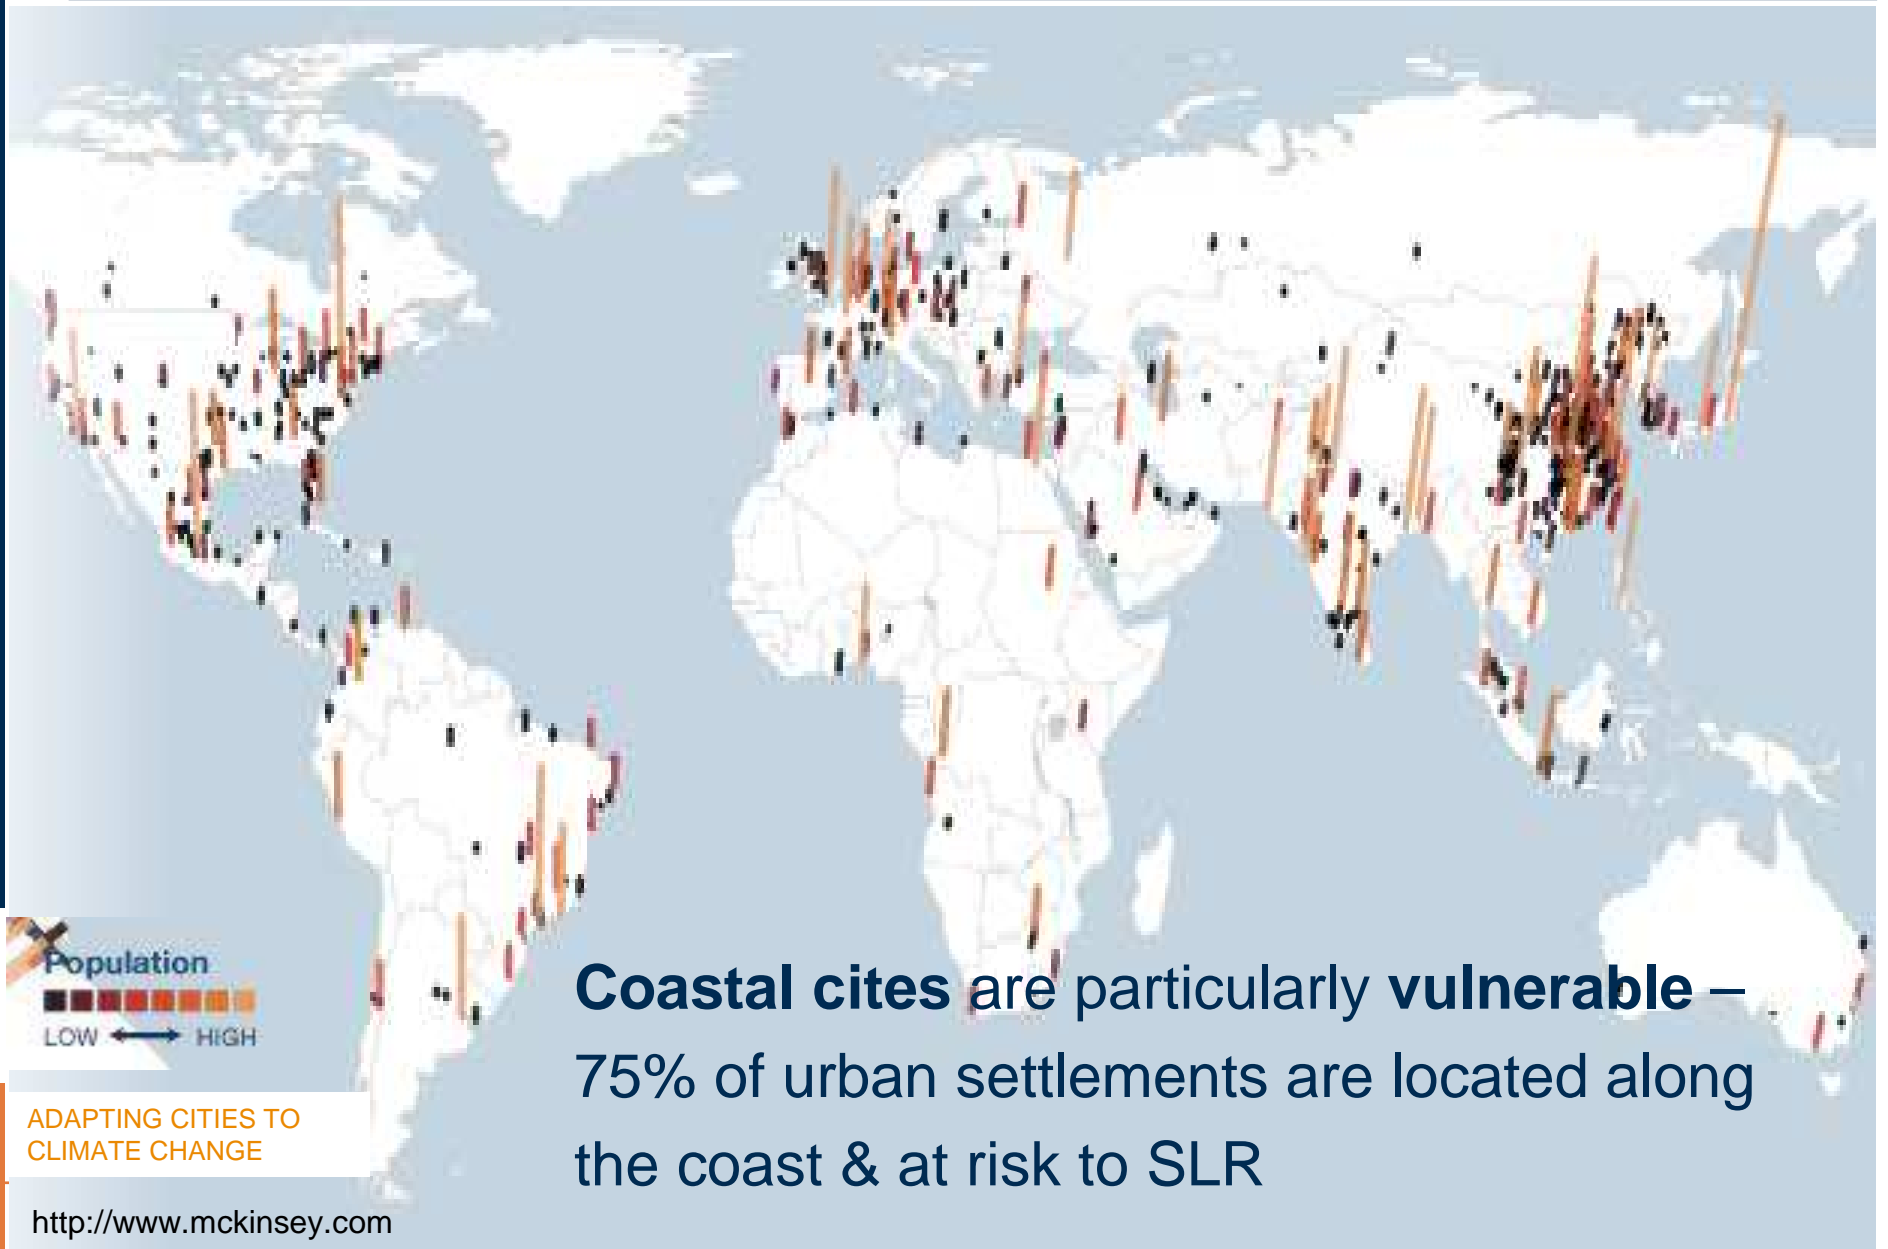 Population
LOW HIGH
Coastal cites are particularly vulnerable –
75% of urban settlements are located along
the coast & at risk to SLR
ADAPTING CITIES TO
CLIMATE CHANGE
http://www.mckinsey.com